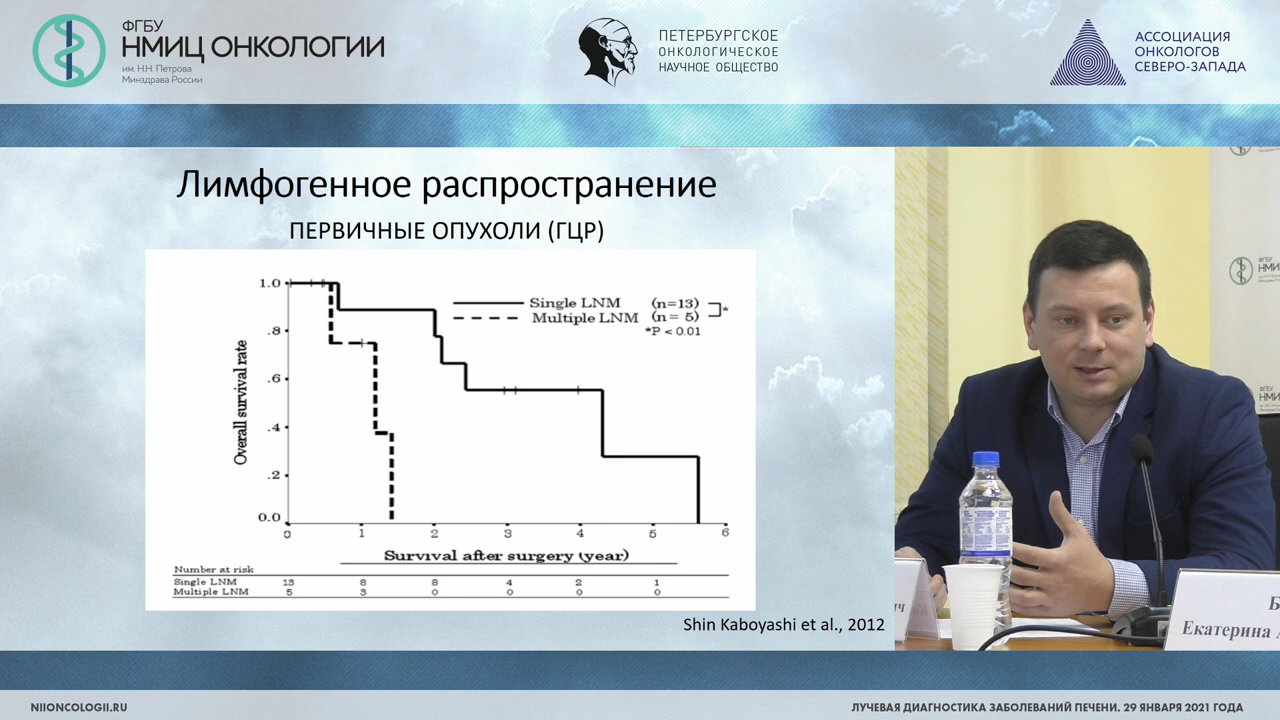 ФГБУ
НМИЦ ОНКОЛОГИИ
им. Н.Н. Петрова
Минздрава России
ПЕТЕРБУРГСКОЕ
ОНКОЛОГИЧЕСКОЕ
НАУЧНОЕ ОБЩЕСТВО
АССОЦИАЦИЯ
ОНКОЛОГОВ
СЕВЕРО-ЗАПАДА
Лимфогенное распространение
ПЕРВИЧНЫЕ ОПУХОЛИ (ГЦР)
Overall survival rate
1.0
.8
.6
.4
.2
0.0
Single LNM (n=13)
Multiple LNM (n= 5)
*
*P < 0.01
0 1 2 3 4 5 6
Survival after surgery (year)
Number at risk
Single LNM 13 8 8 4 2 1
Multiple LNM 5 3 0 0 0 0
Shin Kaboyashi et al., 2012
ФГБУ
НМИЦ
ич
Б
Екатерина
NIIONCOLOGII.RU
ЛУЧЕВАЯ ДИАГНОСТИКА ЗАБОЛЕВАНИЙ ПЕЧЕНИ. 29 ЯНВАРЯ 2021 ГОДА